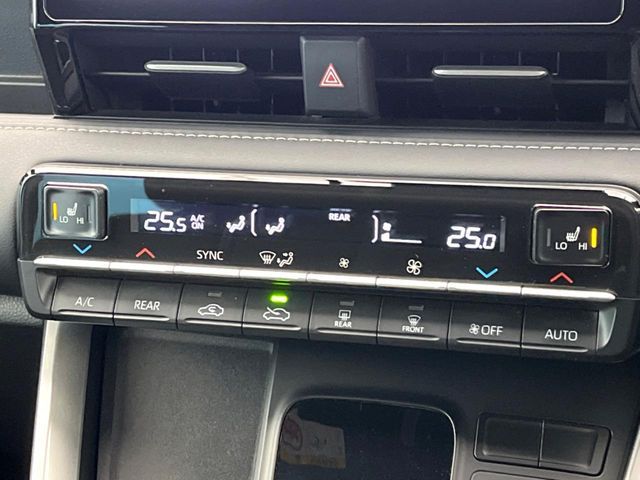 LO HI
25.5 A/C ON
REAR
25.0
LO HI
SYNC
A/C
REAR
REAR
FRONT
OFF
AUTO